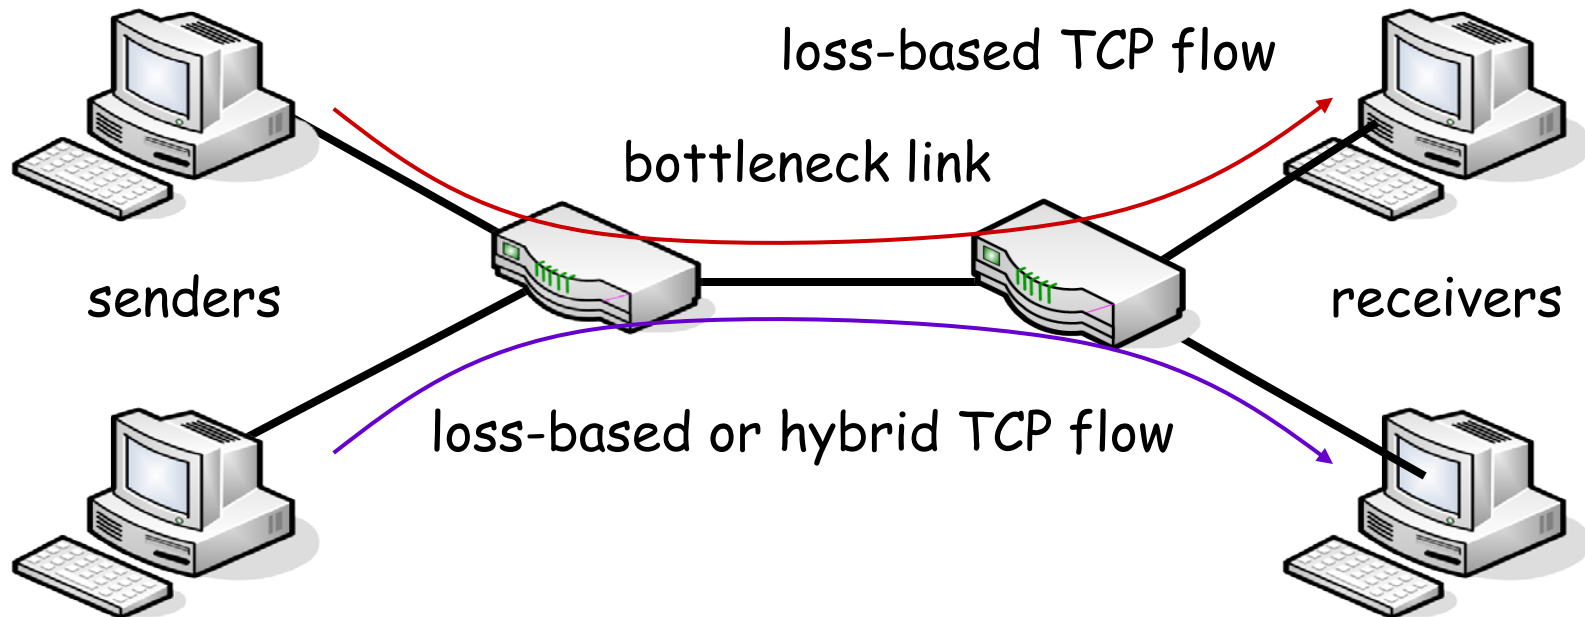 loss-based TCP flow
bottleneck link
senders
receivers
loss-based or hybrid TCP flow